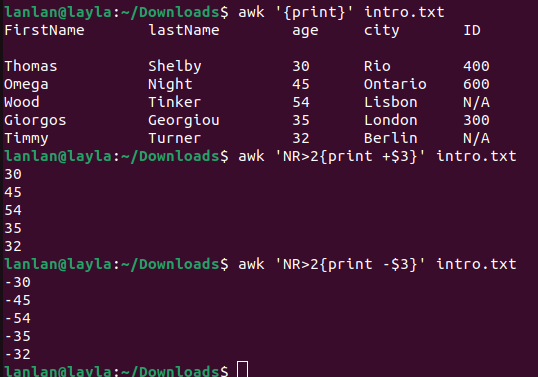 lanlan@layla:~/Downloads$ awk '{print}' intro.txt
FirstName lastName age city ID
Thomas Shelby 30 Rio 400
Omega Night 45 Ontario 600
Wood Tinker 54 Lisbon N/A
Giorgos Georgiou 35 London 300
Timmy Turner 32 Berlin N/A
lanlan@layla:~/Downloads$ awk 'NR>2{print +$3}' intro.txt
30
45
54
35
32
lanlan@layla:~/Downloads$ awk 'NR>2{print -$3}' intro.txt
-30
-45
-54
-35
-32
lanlan@layla:~/Downloads$